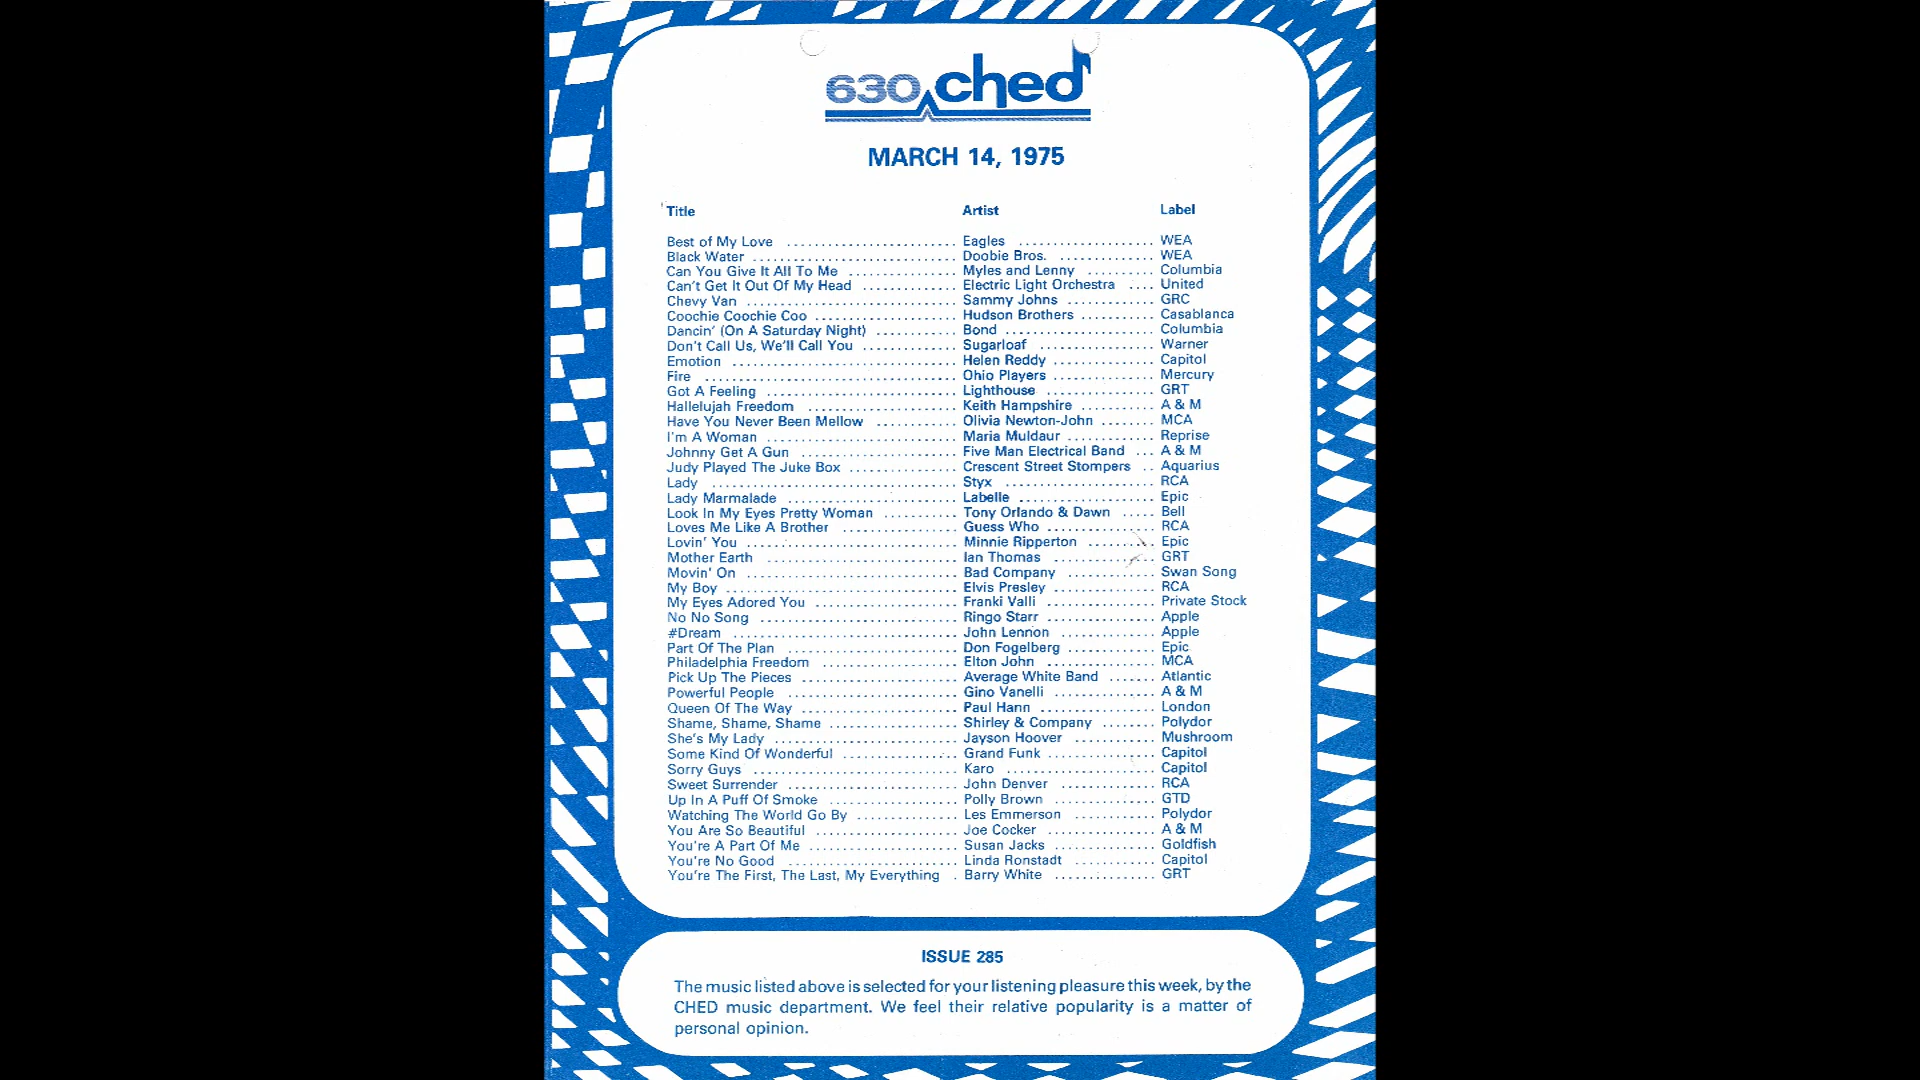 630 ched
MARCH 14, 1975
Title Artist Label
Best of My Love ........................ Eagles .................... WEA
Black Water ............................. Doobie Bros. .............. WEA
Can You Give It All To Me ................ Myles and Lenny .......... Columbia
Can't Get It Out Of My Head .............. Electric Light Orchestra .... United
Chevy Van .............................. Sammy Johns ............. GRC
Coochie Coochie Coo ..................... Hudson Brothers ........... Casablanca
Dancin' (On A Saturday Night) ............ Bond ...................... Columbia
Don't Call Us, We'll Call You .............. Sugarloaf ................. Warner
Emotion ................................ Helen Reddy ............... Capitol
Fire .................................... Ohio Players ............... Mercury
Got A Feeling ........................... Lighthouse ................ GRT
Hallelujah Freedom ...................... Keith Hampshire ........... A & M
Have You Never Been Mellow ............ Olivia Newton-John ........ MCA
I'm A Woman ............................ Maria Muldaur ............. Reprise
Johnny Get A Gun ....................... Five Man Electrical Band ... A & M
Judy Played The Juke Box ................ Crescent Street Stompers .. Aquarius
Lady ................................... Styx ...................... RCA
Lady Marmalade ......................... Labelle .................... Epic
Look In My Eyes Pretty Woman ........... Tony Orlando & Dawn ..... Bell
Loves Me Like A Brother ................. Guess Who ................ RCA
Lovin' You .............................. Minnie Ripperton .......... Epic
Mother Earth ............................ Ian Thomas ............... GRT
Movin' On .............................. Bad Company ............. Swan Song
My Boy ................................. Elvis Presley ............... RCA
My Eyes Adored You ..................... Franki Valli ................ Private Stock
No No Song ............................. Ringo Starr ................ Apple
#Dream ................................ John Lennon .............. Apple
Part Of The Plan ........................ Don Fogelberg ............. Epic
Philadelphia Freedom .................... Elton John ................ MCA
Pick Up The Pieces ....................... Average White Band ....... Atlantic
Powerful People ......................... Gino Vanelli ............... A & M
Queen Of The Way ....................... Paul Hann ................. London
Shame, Shame, Shame ................... Shirley & Company ........ Polydor
She's My Lady ........................... Jayson Hoover ............ Mushroom
Some Kind Of Wonderful ................. Grand Funk ................ Capitol
Sorry Guys .............................. Karo ...................... Capitol
Sweet Surrender ......................... John Denver ............... RCA
Up In A Puff Of Smoke ................... Polly Brown ............... GTD
Watching The World Go By ............... Les Emmerson ............ Polydor
You Are So Beautiful ..................... Joe Cocker ................ A & M
You're A Part Of Me ...................... Susan Jacks ............... Goldfish
You're No Good ......................... Linda Ronstadt ............ Capitol
You're The First, The Last, My Everything . Barry White ............... GRT
ISSUE 285
The music listed above is selected for your listening pleasure this week, by the
CHED music department. We feel their relative popularity is a matter of
personal opinion.